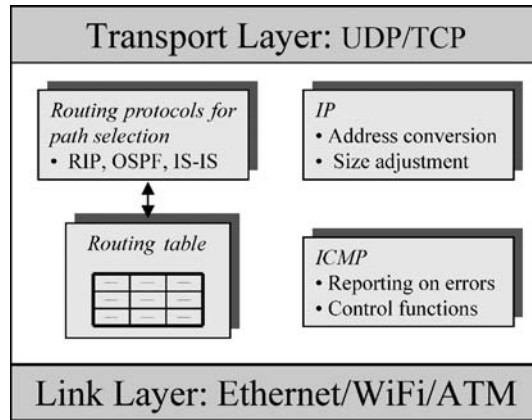 Transport Layer: UDP/TCP
Routing protocols for
path selection
• RIP, OSPF, IS-IS
IP
• Address conversion
• Size adjustment
Routing table
ICMP
• Reporting on errors
• Control functions
Link Layer: Ethernet/WiFi/ATM